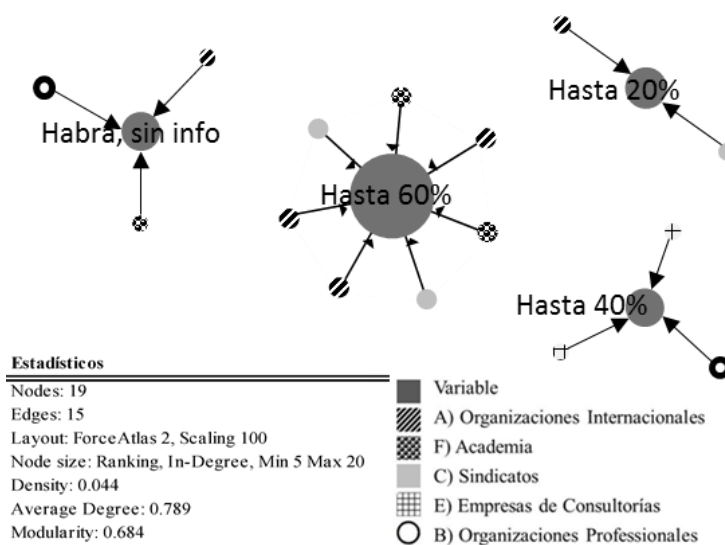 Hasta 20%
Habra, sin info
Hasta 60%
Hasta 40%
Estadísticos
Nodes: 19
Edges: 15
Layout: ForceAtlas 2, Scaling 100
Node size: Ranking, In-Degree, Min 5 Max 20
Density: 0.044
Average Degree: 0.789
Modularity: 0.684
Variable
A) Organizaciones Internacionales
F) Academia
C) Sindicatos
E) Empresas de Consultorías
B) Organizaciones Professionales